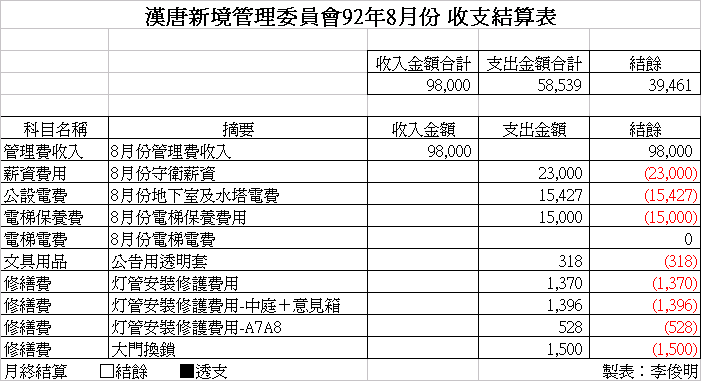 漢唐新境管理委員會92年8月份 收支結算表
收入金額合計 支出金額合計 結餘
98,000 58,539 39,461
科目名稱 摘要 收入金額 支出金額 結餘
管理費收入 8月份管理費收入 98,000 98,000
薪資費用 8月份守衛薪資 23,000 (23,000)
公設電費 8月份地下室及水塔電費 15,427 (15,427)
電梯保養費 8月份電梯保養費用 15,000 (15,000)
電梯電費 8月份電梯電費 0
文具用品 公告用透明套 318 (318)
修繕費 灯管安裝修護費用 1,370 (1,370)
修繕費 灯管安裝修護費用-中庭＋意見箱 1,396 (1,396)
修繕費 灯管安裝修護費用-A7A8 528 (528)
修繕費 大門換鎖 1,500 (1,500)
月終結算 □結餘 ■透支 製表：李俊明